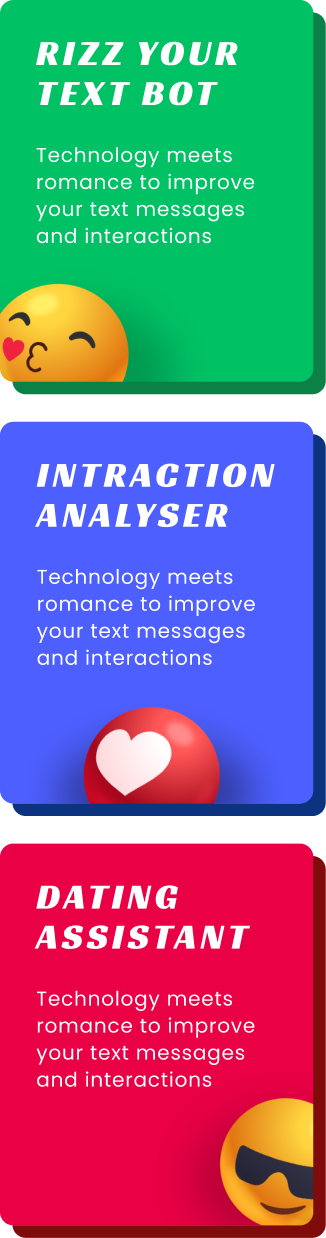 RIZZ YOUR
TEXT BOT
Technology meets
romance to improve
your text messages
and interactions
INTRACTION
ANALYSER
Technology meets
romance to improve
your text messages
and interactions
DATING
ASSISTANT
Technology meets
romance to improve
your text messages
and interactions